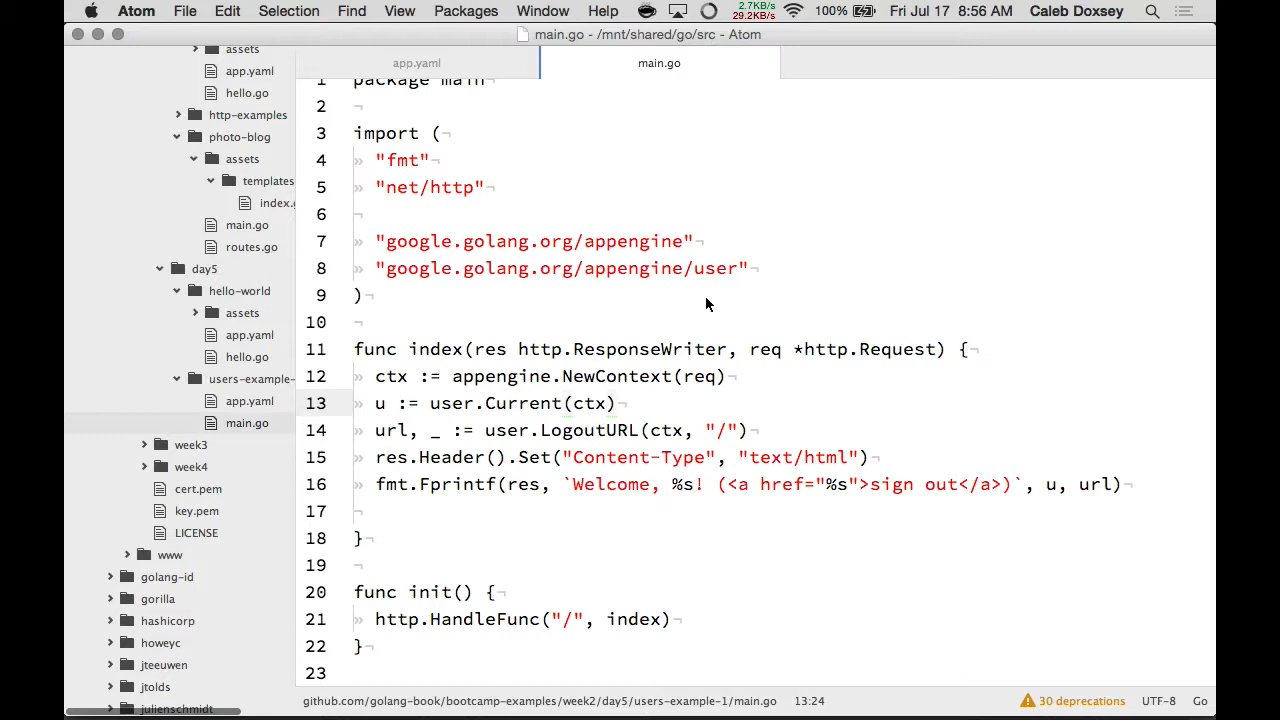 Atom File Edit Selection Find View Packages Window Help 2.7KB/s 29.2KB/s 100% Fri Jul 17 8:56 AM Caleb Doxsey
main.go - /mnt/shared/go/src - Atom
app.yaml main.go
assets
app.yaml
hello.go
http-examples
photo-blog
assets
templates
index.g
main.go
routes.go
day5
hello-world
assets
app.yaml
hello.go
users-example-
app.yaml
main.go
week3
week4
cert.pem
key.pem
LICENSE
www
golang-id
gorilla
hashicorp
howeyc
jteeuwen
jtolds
julienschmidt
1 package main
2 ¬
3 import (¬
4 » "fmt"¬
5 » "net/http"¬
6 ¬
7 » "google.golang.org/appengine"¬
8 » "google.golang.org/appengine/user"¬
9 )¬
10 ¬
11 func index(res http.ResponseWriter, req *http.Request) {¬
12 » ctx := appengine.NewContext(req)¬
13 » u := user.Current(ctx)¬
14 » url, _ := user.LogoutURL(ctx, "/")¬
15 » res.Header().Set("Content-Type", "text/html")¬
16 » fmt.Fprintf(res, `Welcome, %s! (<a href="%s">sign out</a>)`, u, url)¬
17 » ¬
18 }¬
19 ¬
20 func init() {¬
21 » http.HandleFunc("/", index)¬
22 }¬
23
github.com/golang-book/bootcamp-examples/week2/day5/users-example-1/main.go 13:24 30 deprecations UTF-8 Go